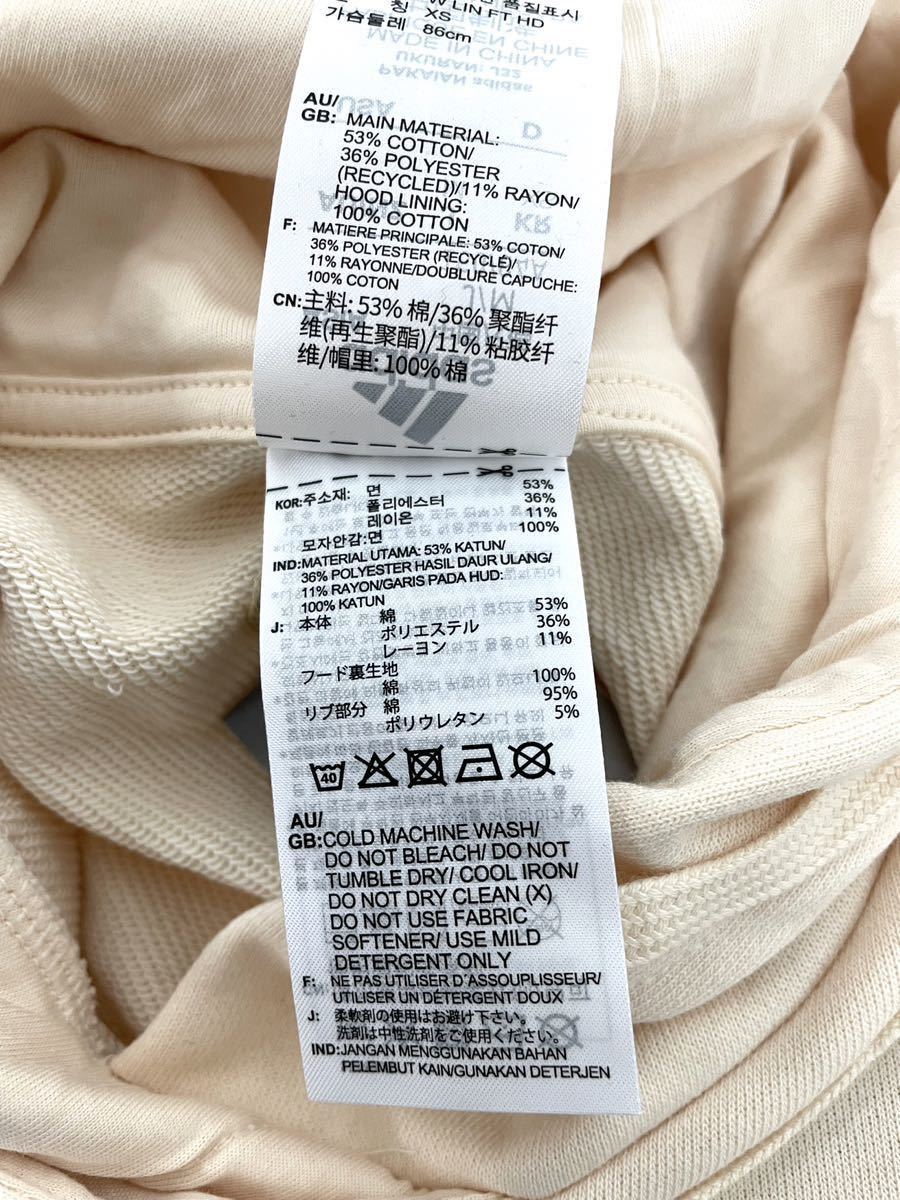 품질표시
W LIN FT HD
칭 XS
가슴둘레 86cm
AU/
GB: MAIN MATERIAL:
53% COTTON/
36% POLYESTER
(RECYCLED)/11% RAYON/
HOOD LINING:
100% COTTON
F: MATIERE PRINCIPALE: 53% COTON/
36% POLYESTER (RECYCLÉ)/
11% RAYONNE/DOUBLURE CAPUCHE:
100% COTON
CN:主料: 53% 棉/36% 聚酯纤
维(再生聚酯)/11% 粘胶纤
维/帽里: 100% 棉
KOR:주소재: 면 53%
폴리에스터 36%
레이온 11%
모자안감:면 100%
IND:MATERIAL UTAMA: 53% KATUN/
36% POLYESTER HASIL DAUR ULANG/
11% RAYON/GARIS PADA HUD:
100% KATUN
J: 本体 綿 53%
ポリエステル 36%
レーヨン 11%
フード裏生地
綿 100%
リブ部分 綿 95%
ポリウレタン 5%
40
AU/
GB:COLD MACHINE WASH/
DO NOT BLEACH/ DO NOT
TUMBLE DRY/ COOL IRON/
DO NOT DRY CLEAN (X)
DO NOT USE FABRIC
SOFTENER/ USE MILD
DETERGENT ONLY
F: NE PAS UTILISER D'ASSOUPLISSEUR/
UTILISER UN DÉTERGENT DOUX
J: 柔軟剤の使用はお避け下さい。
洗剤は中性洗剤をご使用ください。
IND:JANGAN MENGGUNAKAN BAHAN
PELEMBUT KAIN/GUNAKAN DETERJEN